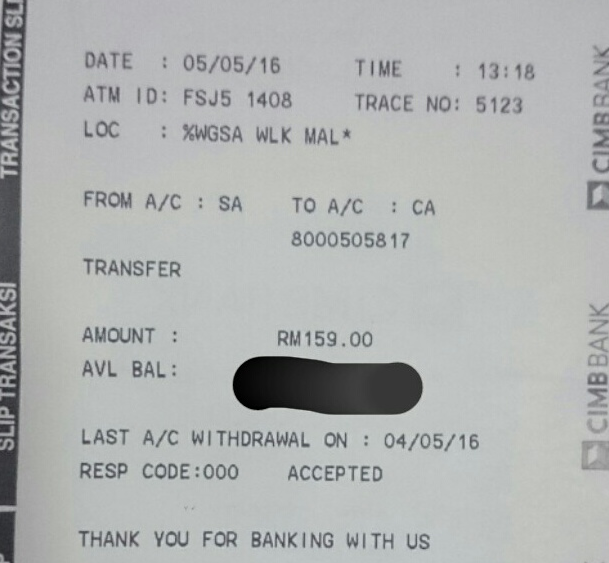 DATE : 05/05/16 TIME : 13:18
ATM ID: FSJ5 1408 TRACE NO: 5123
LOC : %WGSA WLK MAL*
FROM A/C : SA TO A/C : CA
8000505817
TRANSFER
AMOUNT : RM159.00
AVL BAL:
LAST A/C WITHDRAWAL ON : 04/05/16
RESP CODE:000 ACCEPTED
THANK YOU FOR BANKING WITH US
TRANSACTION
SLIP TRANSAKSI
CIMB BANK
CIMB BANK